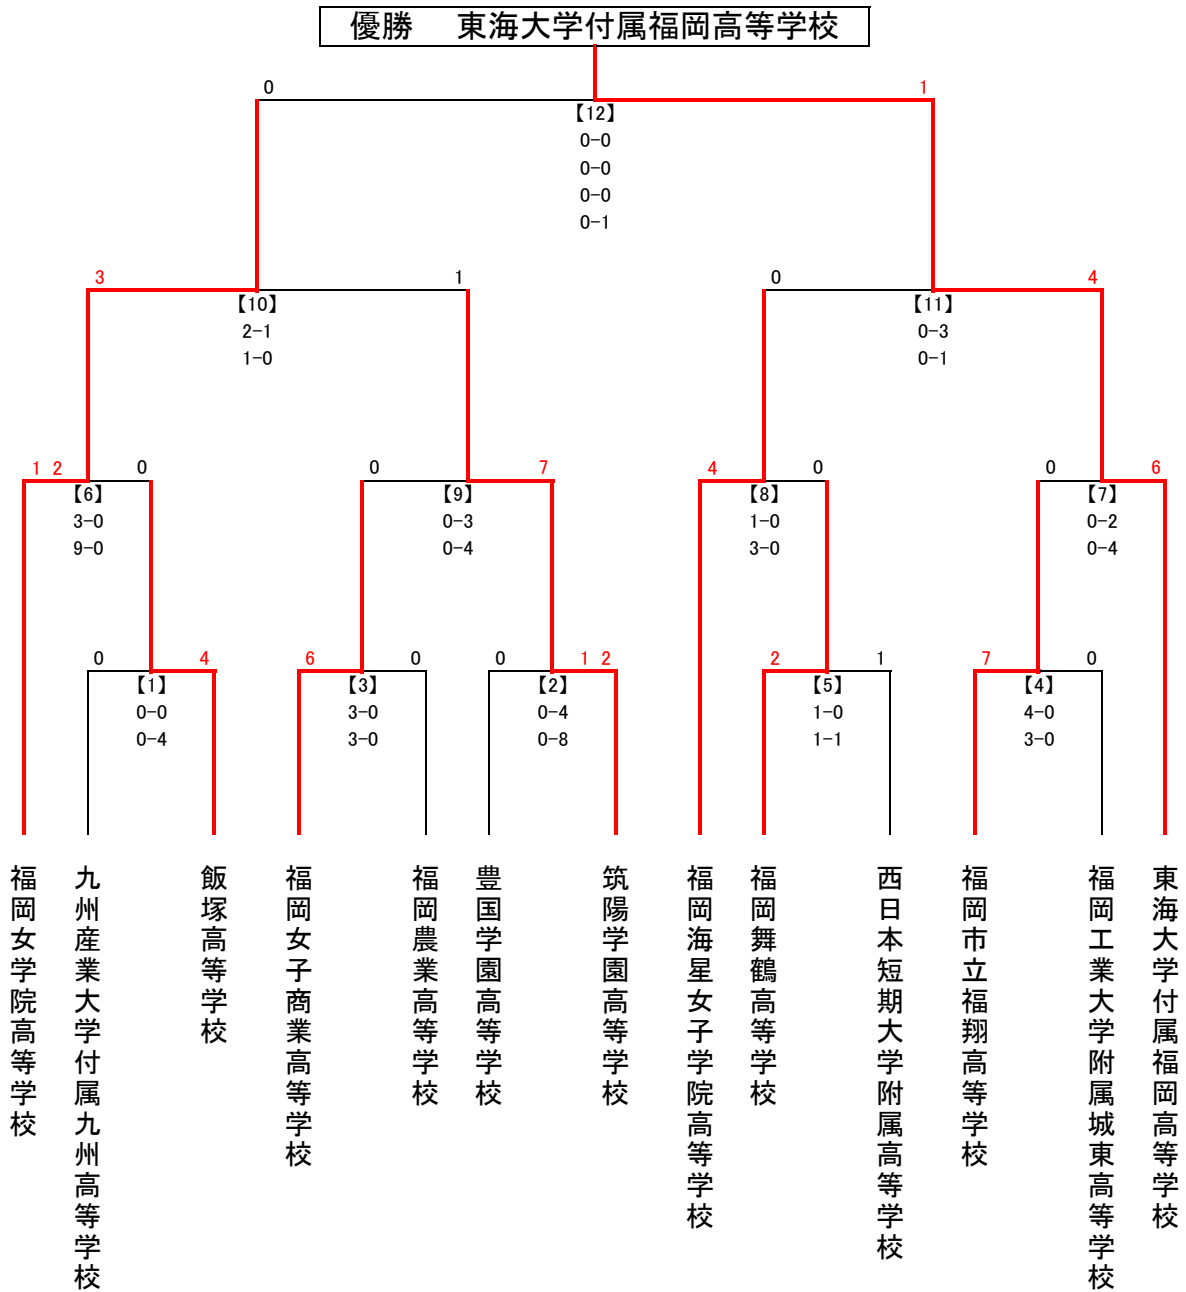 優勝　東海大学付属福岡高等学校
0 1
【12】
0-0
0-0
0-0
0-1
3 1 0 4
【10】 【11】
2-1 0-3
1-0 0-1
12 0 0 7 4 0 0 6
【6】 【9】 【8】 【7】
3-0 0-3 1-0 0-2
9-0 0-4 3-0 0-4
0 4 6 0 0 12 2 1 7 0
【1】 【3】 【2】 【5】 【4】
0-0 3-0 0-4 1-0 4-0
0-4 3-0 0-8 1-1 3-0
福岡女学院高等学校
九州産業大学付属九州高等学校
飯塚高等学校
福岡女子商業高等学校
福岡農業高等学校
豊国学園高等学校
筑陽学園高等学校
福岡海星女子学院高等学校
福岡舞鶴高等学校
西日本短期大学附属高等学校
福岡市立福翔高等学校
福岡工業大学附属城東高等学校
東海大学付属福岡高等学校